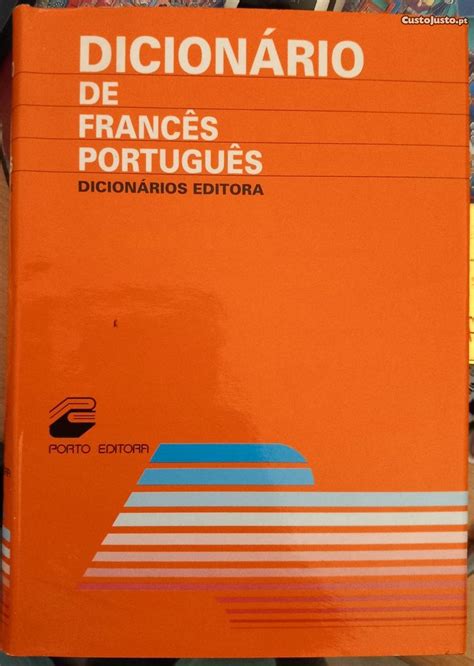 CustoJusto.pt
DICIONÁRIO
DE
FRANCÊS
PORTUGUÊS
DICIONÁRIOS EDITORA
PORTO EDITORA